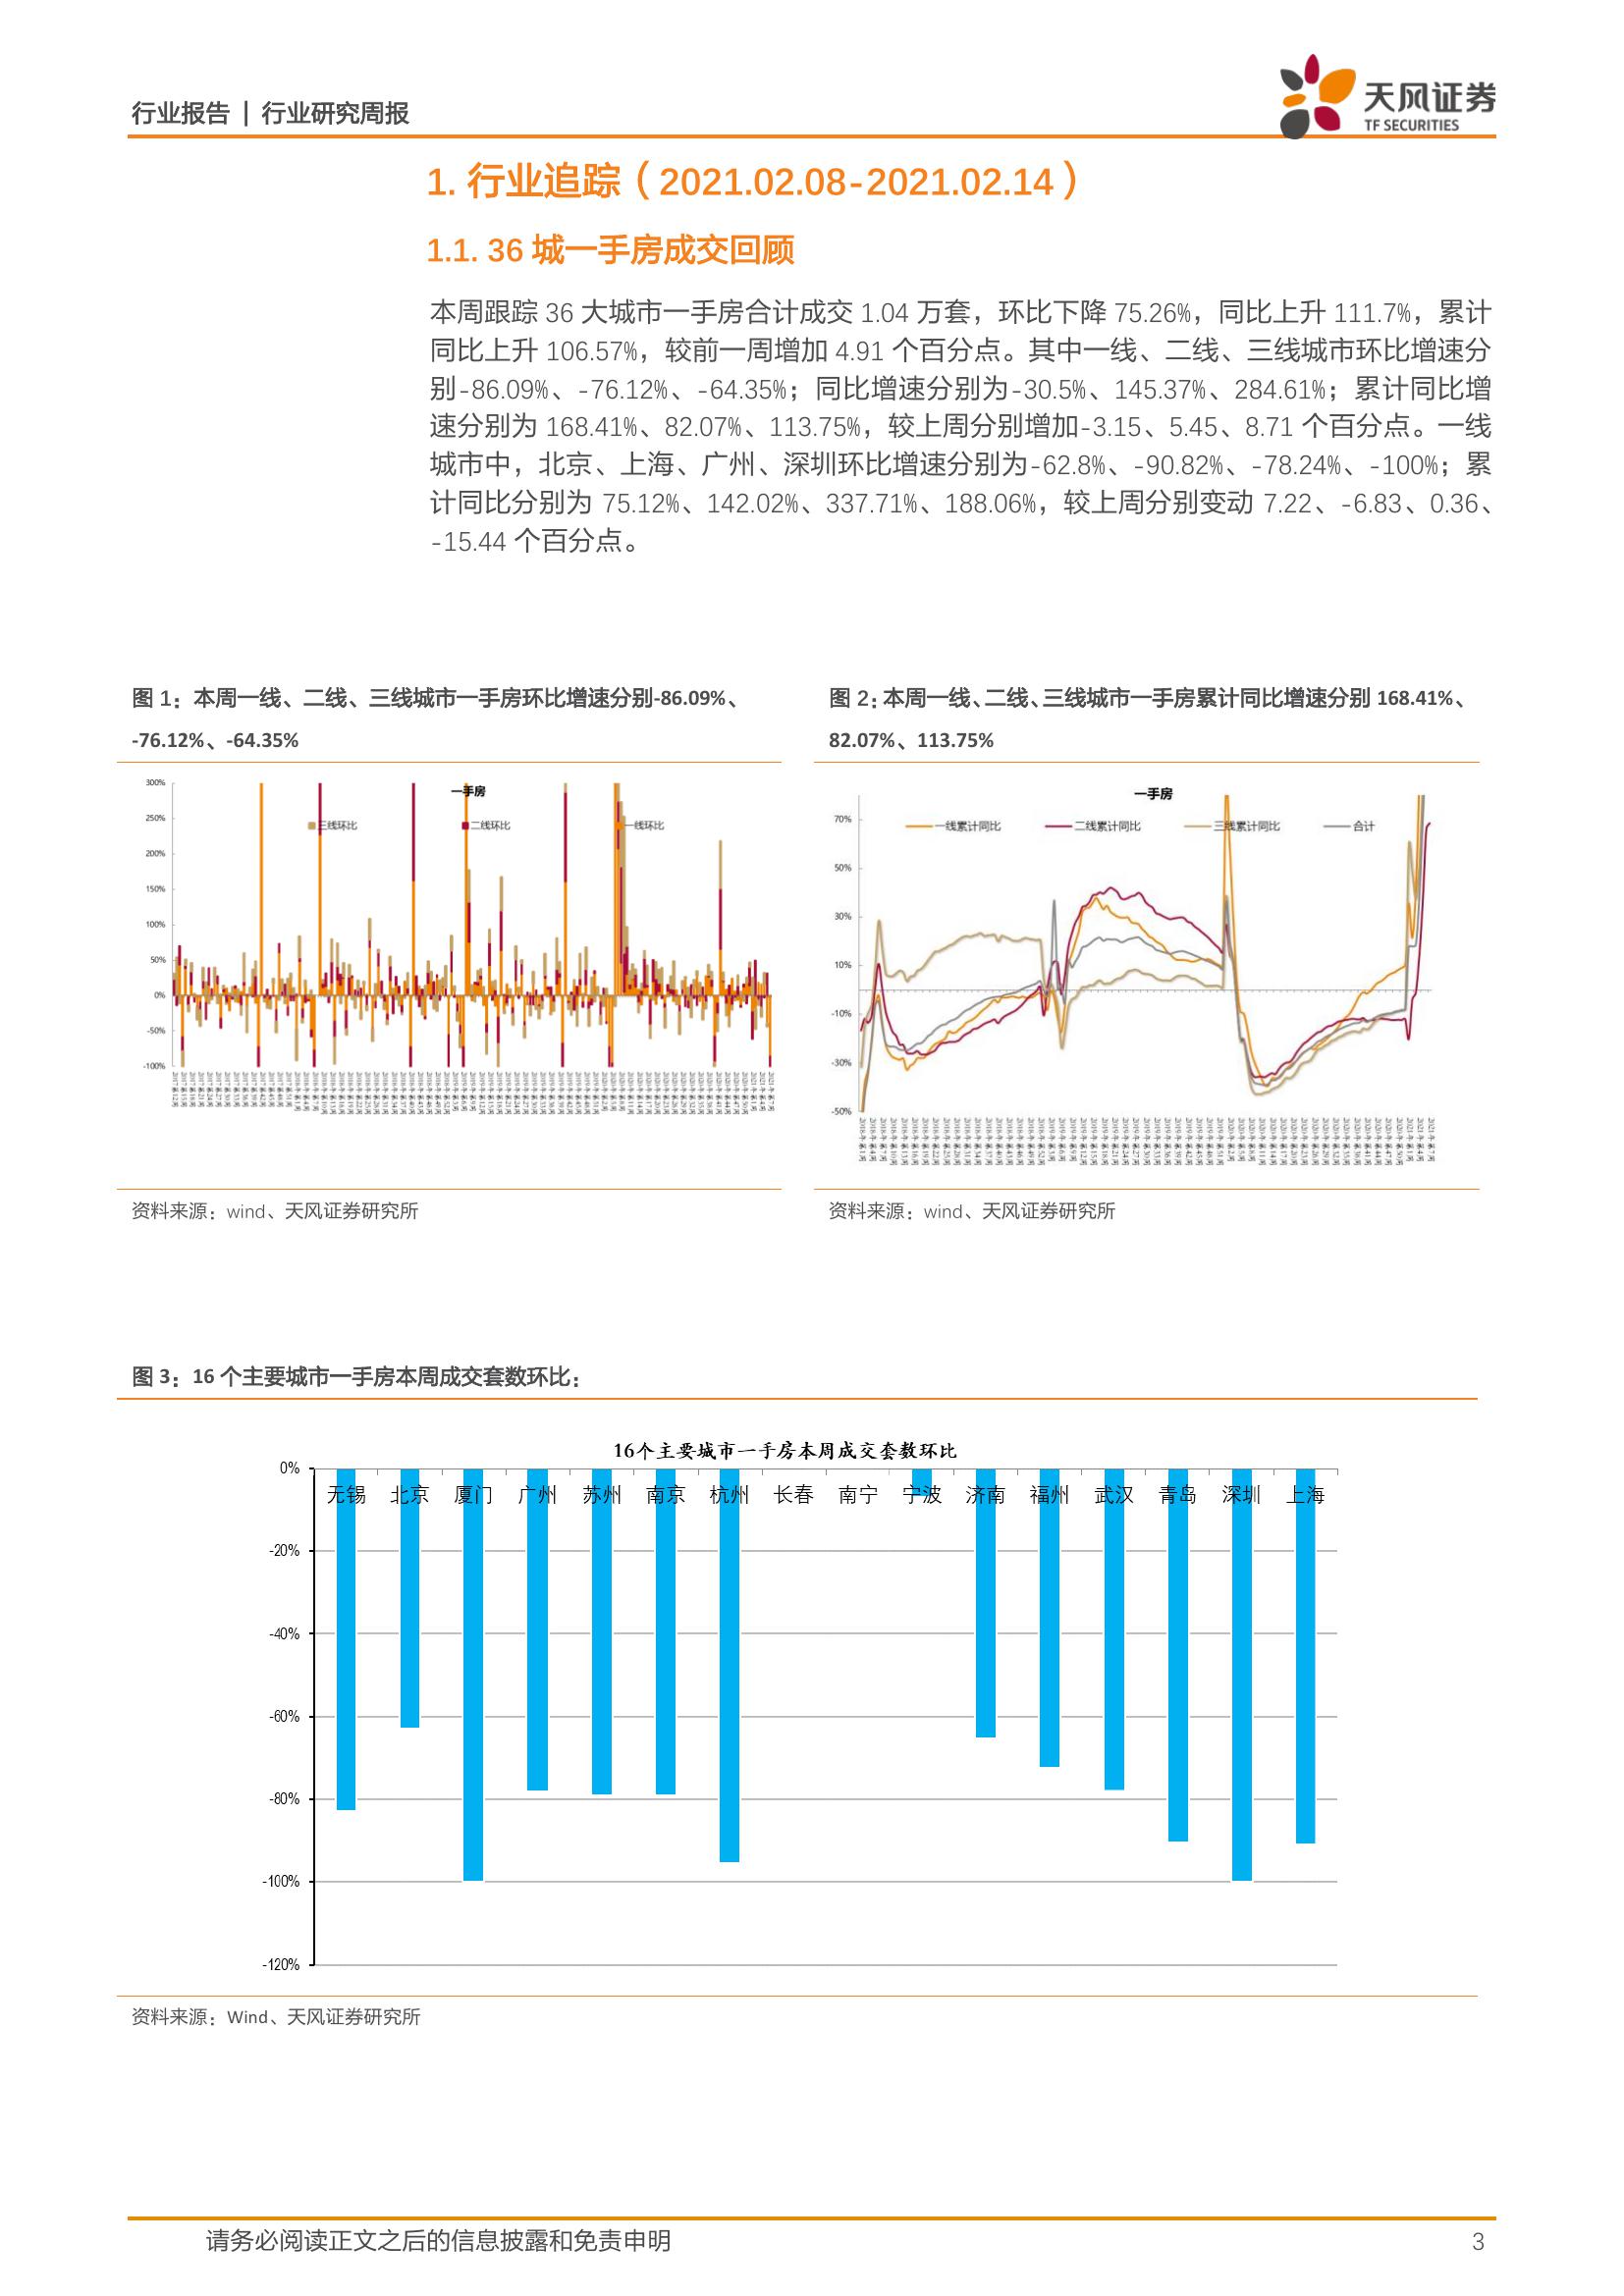 行业报告 | 行业研究周报
天风证券
TF SECURITIES
1. 行业追踪（2021.02.08-2021.02.14）
1.1. 36 城一手房成交回顾
本周跟踪 36 大城市一手房合计成交 1.04 万套，环比下降 75.26%，同比上升 111.7%，累计
同比上升 106.57%，较前一周增加 4.91 个百分点。其中一线、二线、三线城市环比增速分
别-86.09%、-76.12%、-64.35%；同比增速分别为-30.5%、145.37%、284.61%；累计同比增
速分别为 168.41%、82.07%、113.75%，较上周分别增加-3.15、5.45、8.71 个百分点。一线
城市中，北京、上海、广州、深圳环比增速分别为-62.8%、-90.82%、-78.24%、-100%；累
计同比分别为 75.12%、142.02%、337.71%、188.06%，较上周分别变动 7.22、-6.83、0.36、
-15.44 个百分点。
图 1：本周一线、二线、三线城市一手房环比增速分别-86.09%、
-76.12%、-64.35%
一手房
三线环比 二线环比 一线环比
300%
250%
200%
150%
100%
50%
0%
-50%
-100%
资料来源：wind、天风证券研究所
图 2：本周一线、二线、三线城市一手房累计同比增速分别 168.41%、
82.07%、113.75%
一手房
一线累计同比 二线累计同比 三线累计同比 合计
70%
50%
30%
10%
-10%
-30%
-50%
资料来源：wind、天风证券研究所
图 3：16 个主要城市一手房本周成交套数环比：
16个主要城市一手房本周成交套数环比
0%
无锡 北京 厦门 广州 苏州 南京 杭州 长春 南宁 宁波 济南 福州 武汉 青岛 深圳 上海
-20%
-40%
-60%
-80%
-100%
-120%
资料来源：Wind、天风证券研究所
请务必阅读正文之后的信息披露和免责申明 3